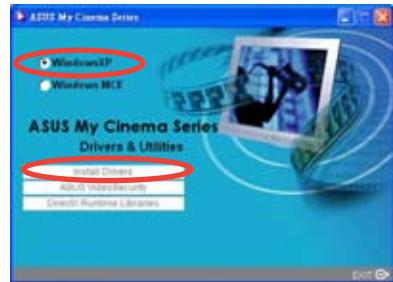 ASUS My Cinema Series
WindowsXP
Windows MCE
ASUS My Cinema Series
Drivers & Utilities
Install Drivers
ASUS VideoSecurity
DirectX Runtime Libraries
EXIT